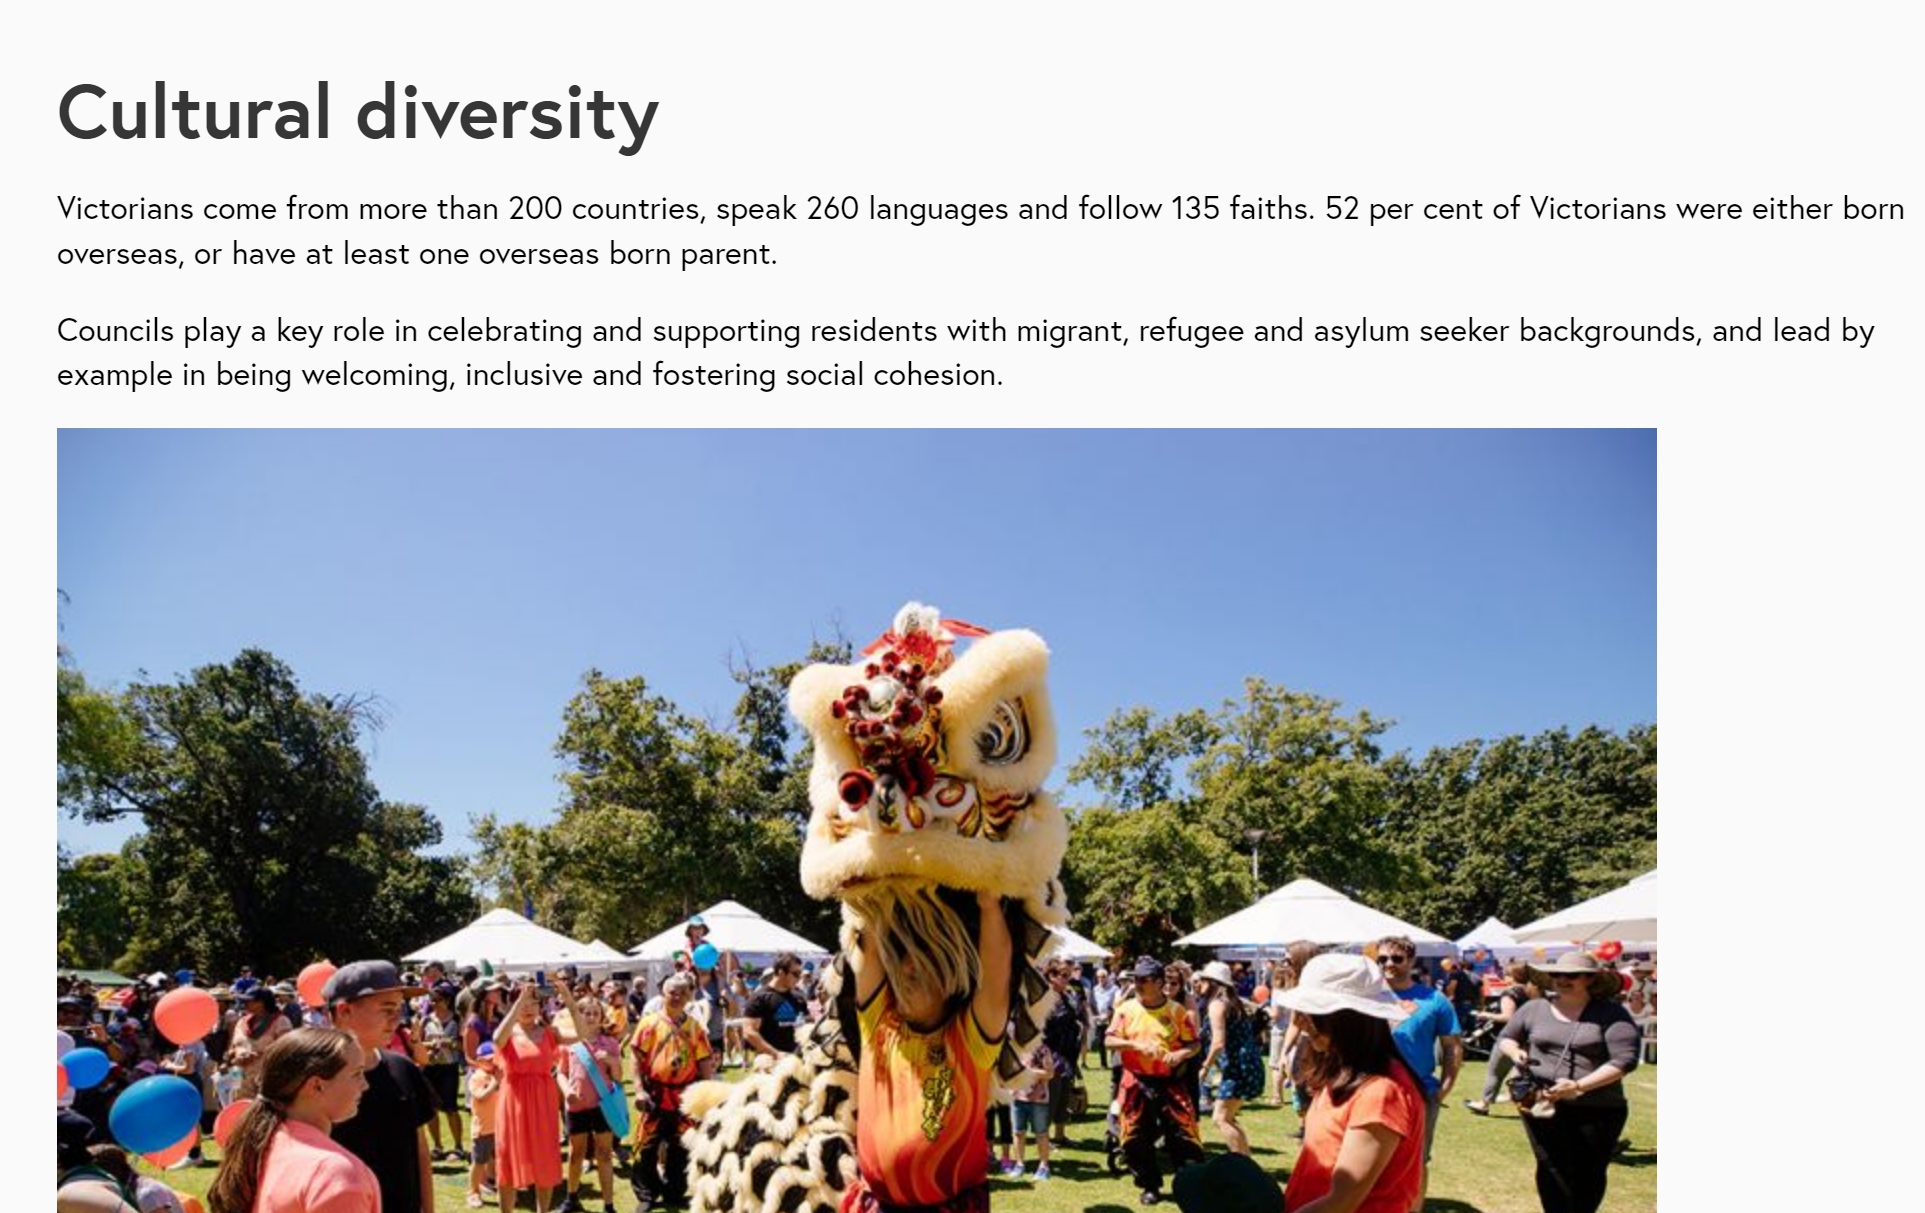 Cultural diversity
Victorians come from more than 200 countries, speak 260 languages and follow 135 faiths. 52 per cent of Victorians were either born
overseas, or have at least one overseas born parent.
Councils play a key role in celebrating and supporting residents with migrant, refugee and asylum seeker backgrounds, and lead by
example in being welcoming, inclusive and fostering social cohesion.